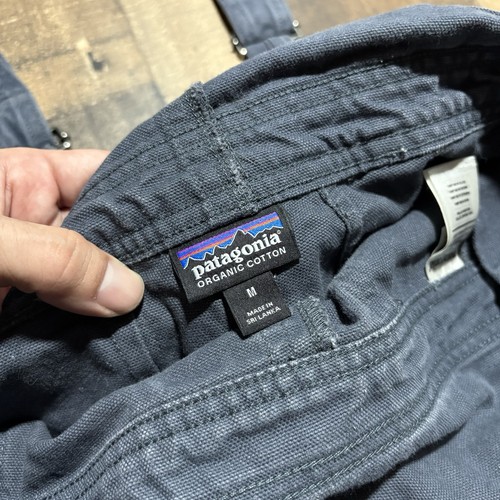 patagonia®
ORGANIC COTTON
M
MADE IN
SRI LANKA